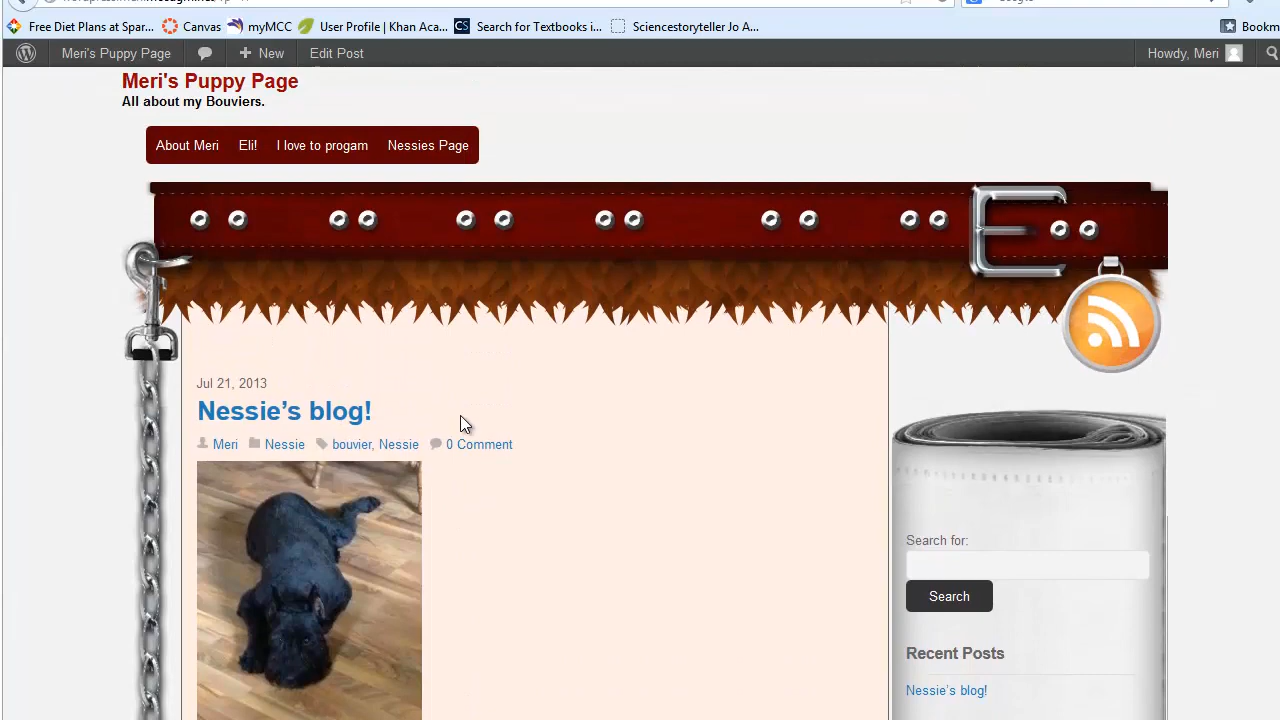 Free Diet Plans at Spar... Canvas myMCC User Profile | Khan Aca... CS Search for Textbooks i... Sciencestoryteller Jo A... Bookm
Meri's Puppy Page New Edit Post Howdy, Meri
Meri's Puppy Page
All about my Bouviers.
About Meri Eli! I love to progam Nessies Page
Jul 21, 2013
Nessie's blog!
Meri Nessie bouvier, Nessie 0 Comment
Search for:
Search
Recent Posts
Nessie's blog!